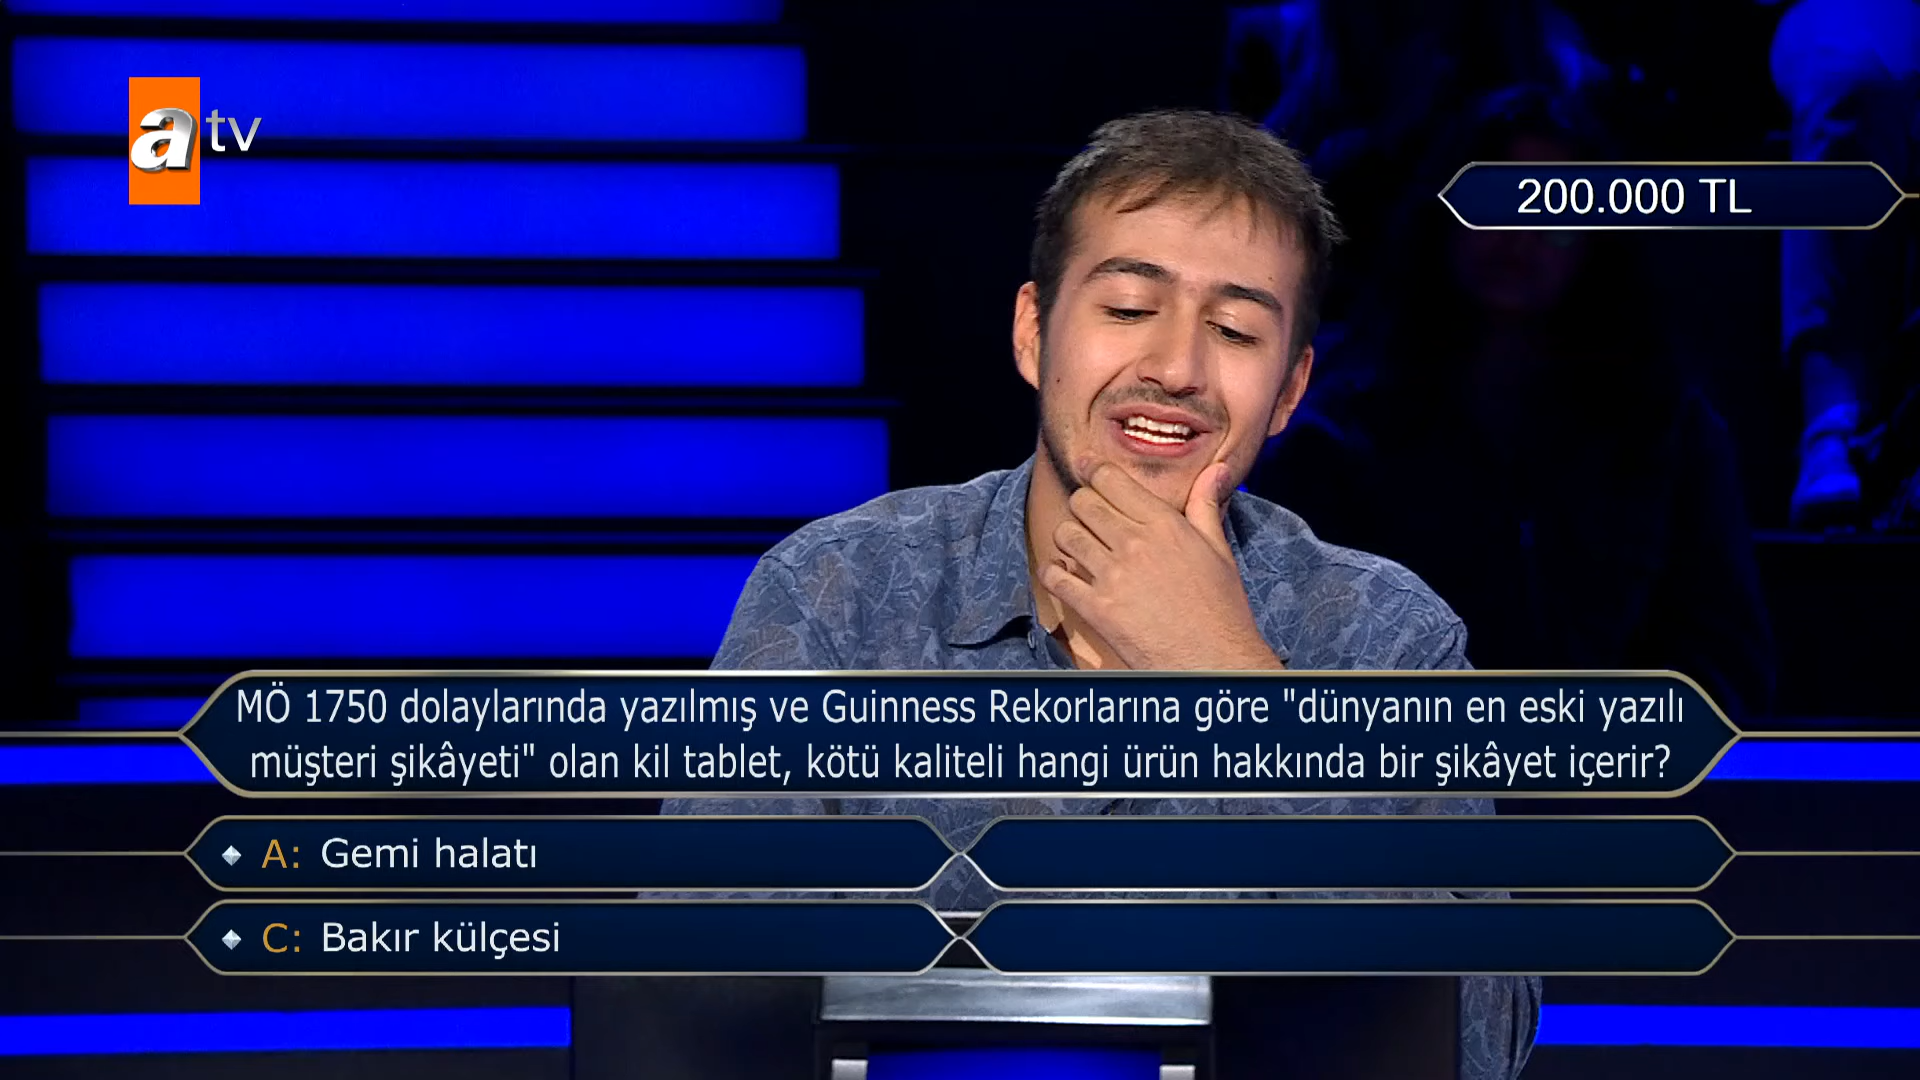 atv
200.000 TL
MÖ 1750 dolaylarında yazılmış ve Guinness Rekorlarına göre "dünyanın en eski yazılı
müşteri şikâyeti" olan kil tablet, kötü kaliteli hangi ürün hakkında bir şikâyet içerir?
A: Gemi halatı
C: Bakır külçesi